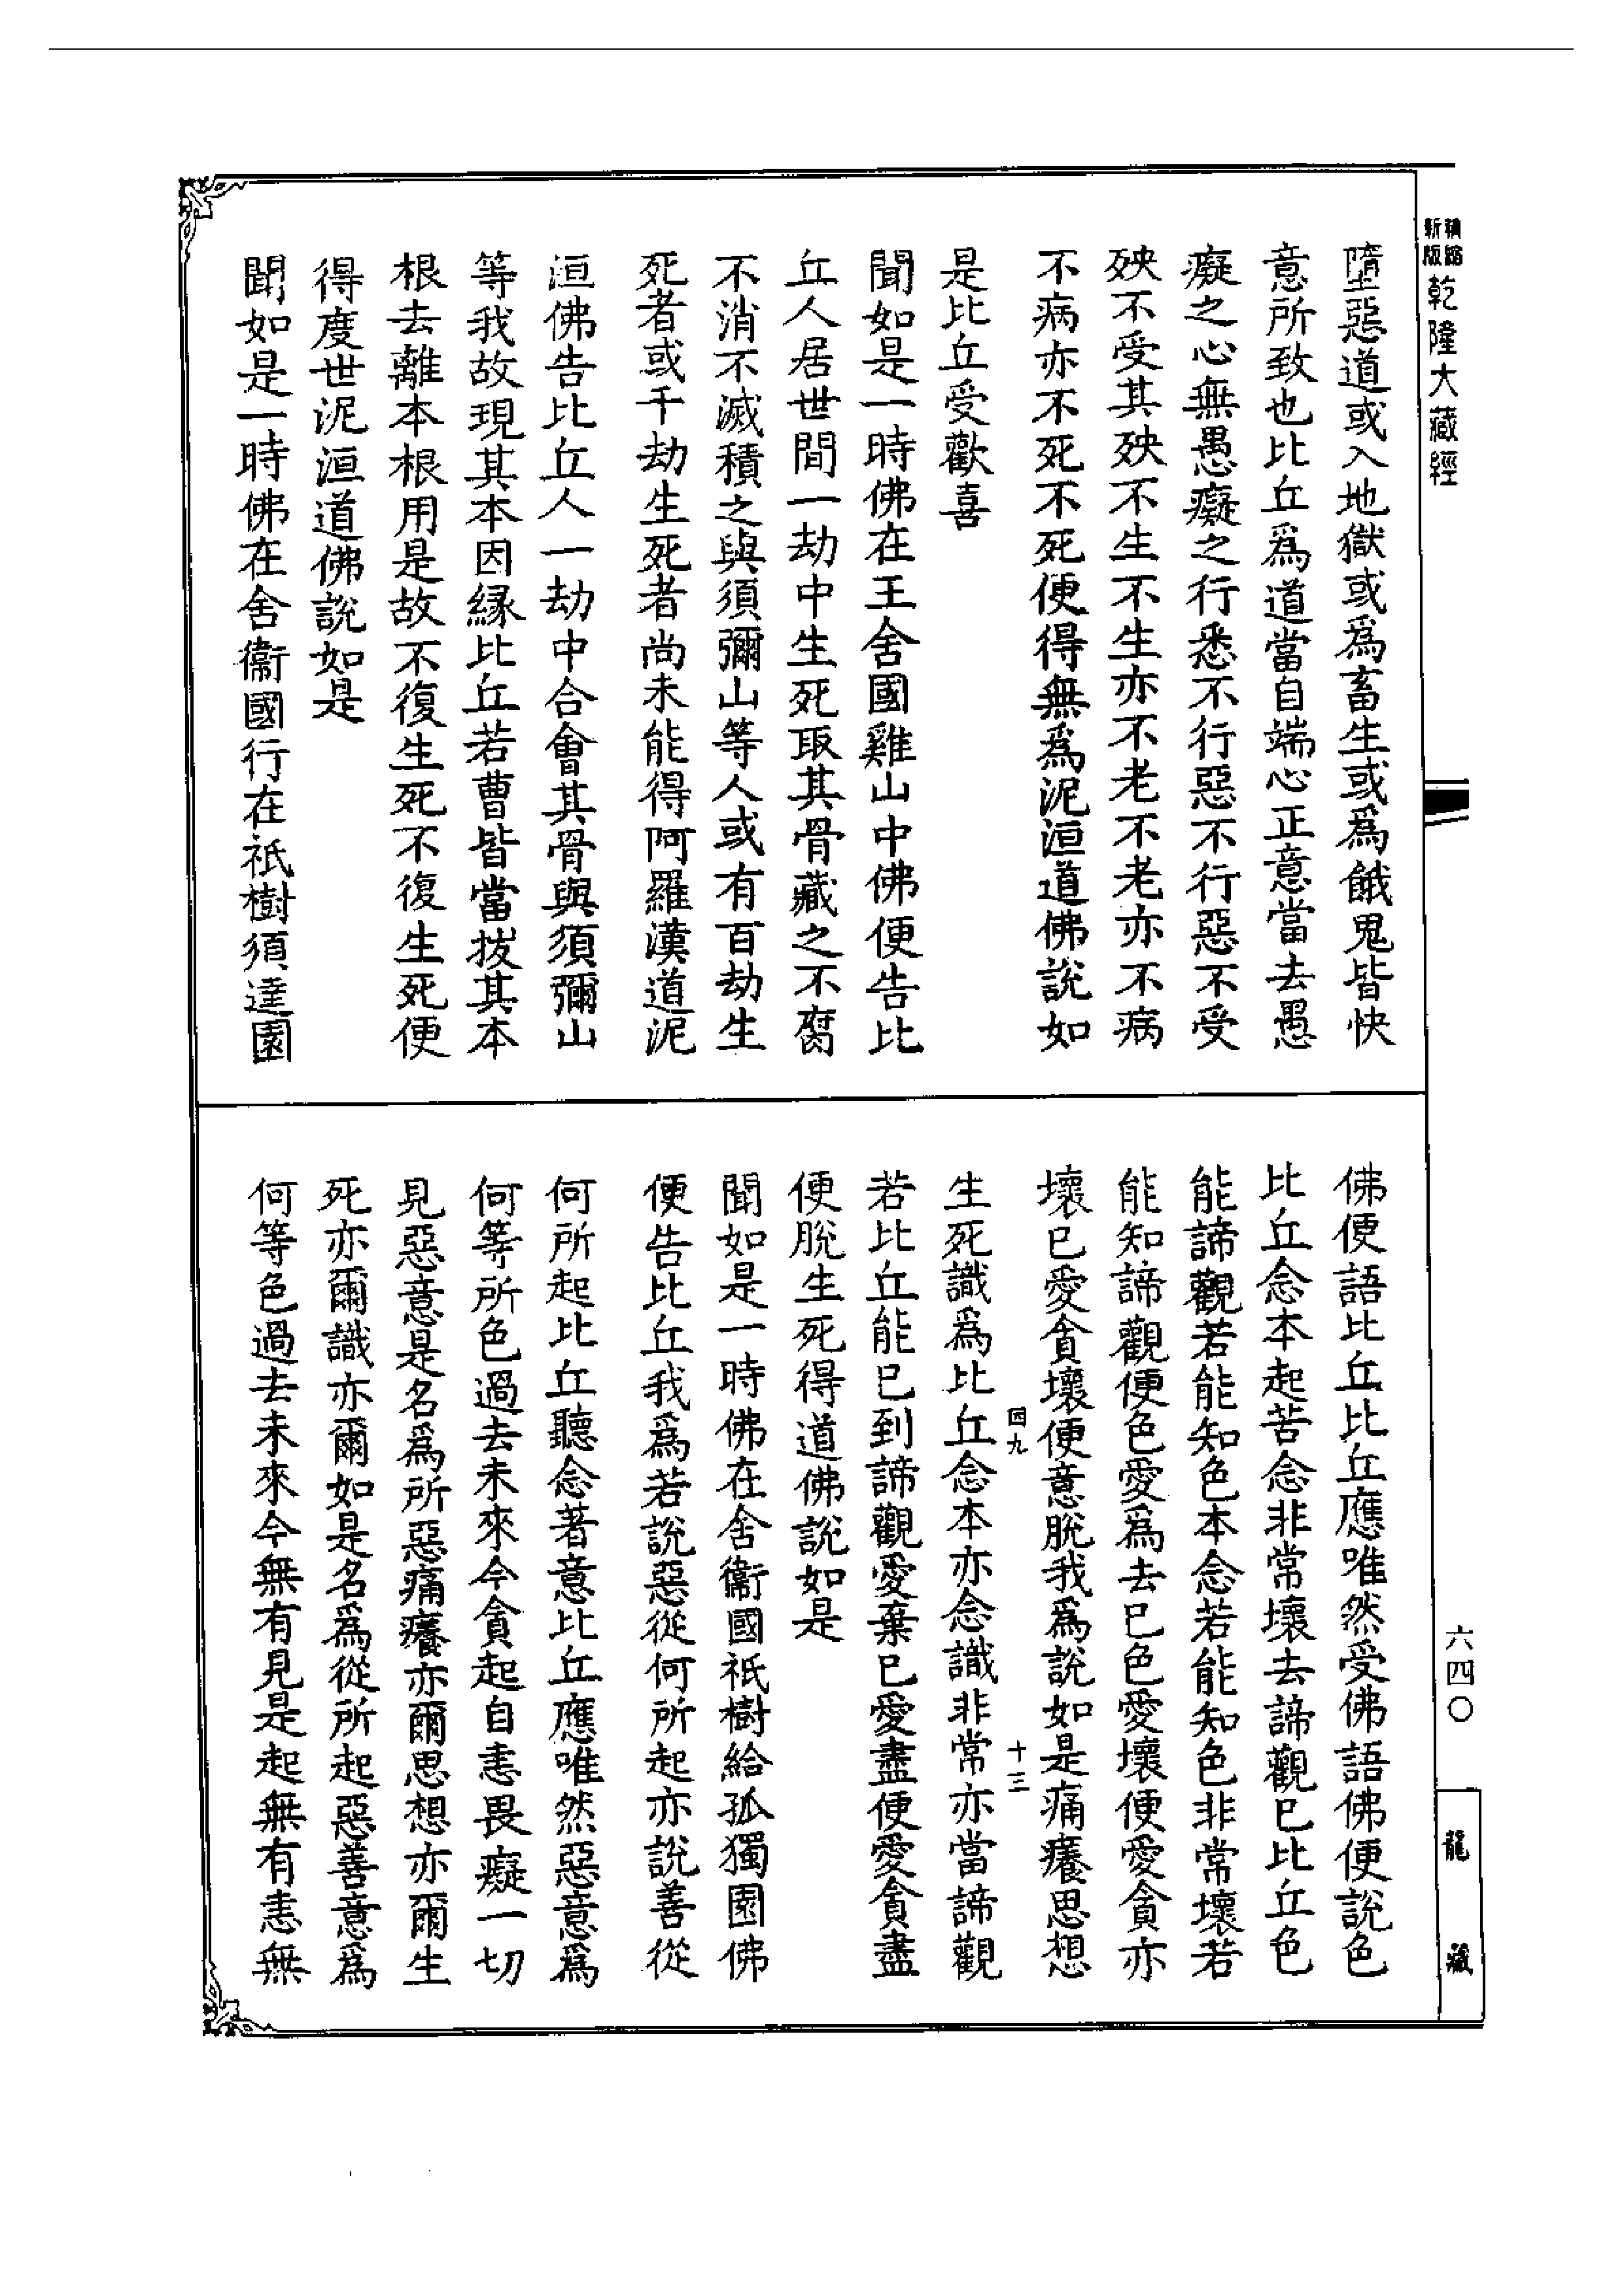 新版
精縮
乾隆大藏經
墮惡道或入地獄或爲畜生或爲餓鬼皆快
意所致也比丘爲道當自端心正意當去愚
癡之心無愚癡之行悉不行惡不行惡不受
殃不受其殃不生不生亦不老不老亦不病
不病亦不死不死便得無爲泥洹道佛說如
是比丘受歡喜
聞如是一時佛在王舍國雞山中佛便告比
丘人居世間一劫中生死取其骨藏之不腐
不消不滅積之與須彌山等人或有百劫生
死者或千劫生死者尚未能得阿羅漢道泥
洹佛告比丘人一劫中合會其骨與須彌山
等我故現其本因緣比丘若曹皆當拔其本
根去離本根用是故不復生死不復生死便
得度世泥洹道佛說如是
聞如是一時佛在舍衞國行在祇樹須達園
佛便語比丘比丘應唯然受佛語佛便說色
比丘念本起苦念非常壞去諦觀已比丘色
能諦觀若能知色本念若能知色非常壞若
能知諦觀便色愛爲去已色愛壞便愛貪亦
壞已愛貪壞便意脫我爲說如是痛癢思想
四九
十三
生死識爲比丘念本亦念識非常亦當諦觀
若比丘能已到諦觀愛棄已愛盡便愛貪盡
便脫生死得道佛說如是
聞如是一時佛在舍衞國祇樹給孤獨園佛
便告比丘我爲若說惡從何所起亦說善從
何所起比丘聽念著意比丘應唯然惡意爲
何等所色過去未來今貪起自恚畏癡一切
見惡意是名爲所惡痛癢亦爾思想亦爾生
死亦爾識亦爾如是名爲從所起惡善意爲
何等色過去未來今無有見是起無有恚無
六四〇
龍藏